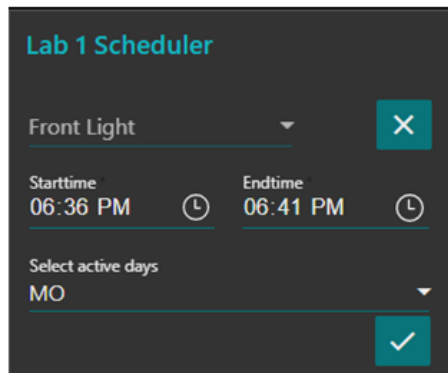 Lab 1 Scheduler
Front Light
Starttime * Endtime *
06:36 PM 06:41 PM
Select active days
MO